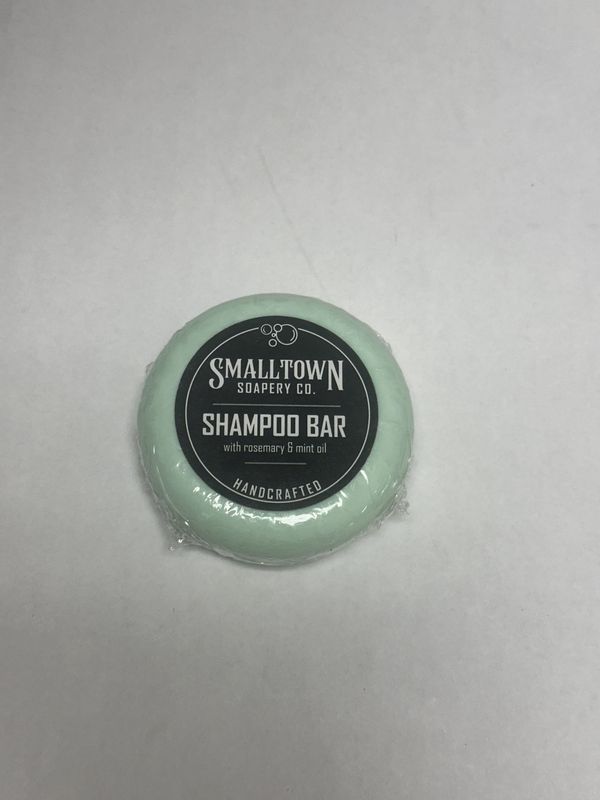 SMALLTOWN
SOAPERY CO.
SHAMPOO BAR
with rosemary & mint oil
HANDCRAFTED